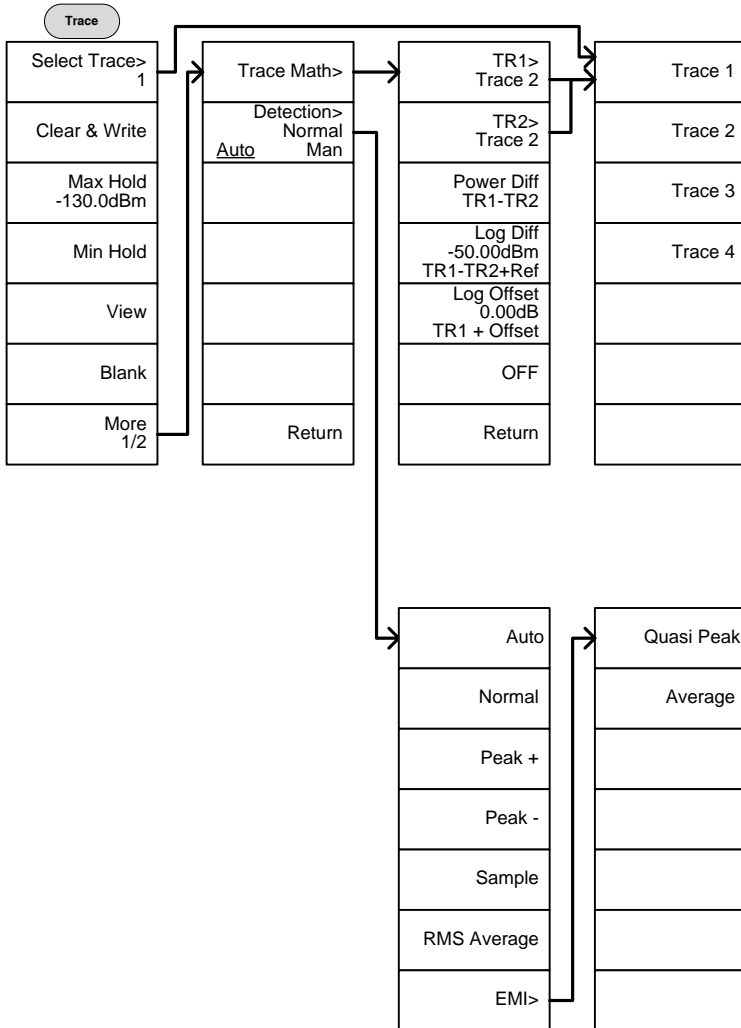 Trace
Select Trace>
1
Clear & Write
Max Hold
-130.0dBm
Min Hold
View
Blank
More
1/2
Trace Math>
Detection>
Normal
Auto Man
Return
TR1>
Trace 2
TR2>
Trace 2
Power Diff
TR1-TR2
Log Diff
-50.00dBm
TR1-TR2+Ref
Log Offset
0.00dB
TR1 + Offset
OFF
Return
Trace 1
Trace 2
Trace 3
Trace 4
Auto
Normal
Peak +
Peak -
Sample
RMS Average
EMI>
Quasi Peak
Average